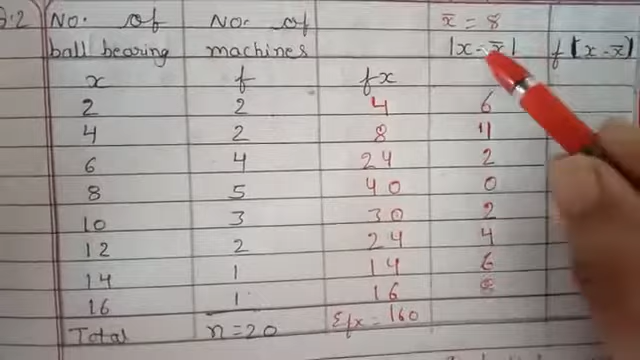 Q.2 No. of No. of x̄ = 8
ball bearing machines |x - x̄| f|x - x̄|
x f fx
2 2 4 6
4 2 8 4
6 4 24 2
8 5 40 0
10 3 30 2
12 2 24 4
14 1 14 6
16 1 16 8
Total n=20 Σfx = 160